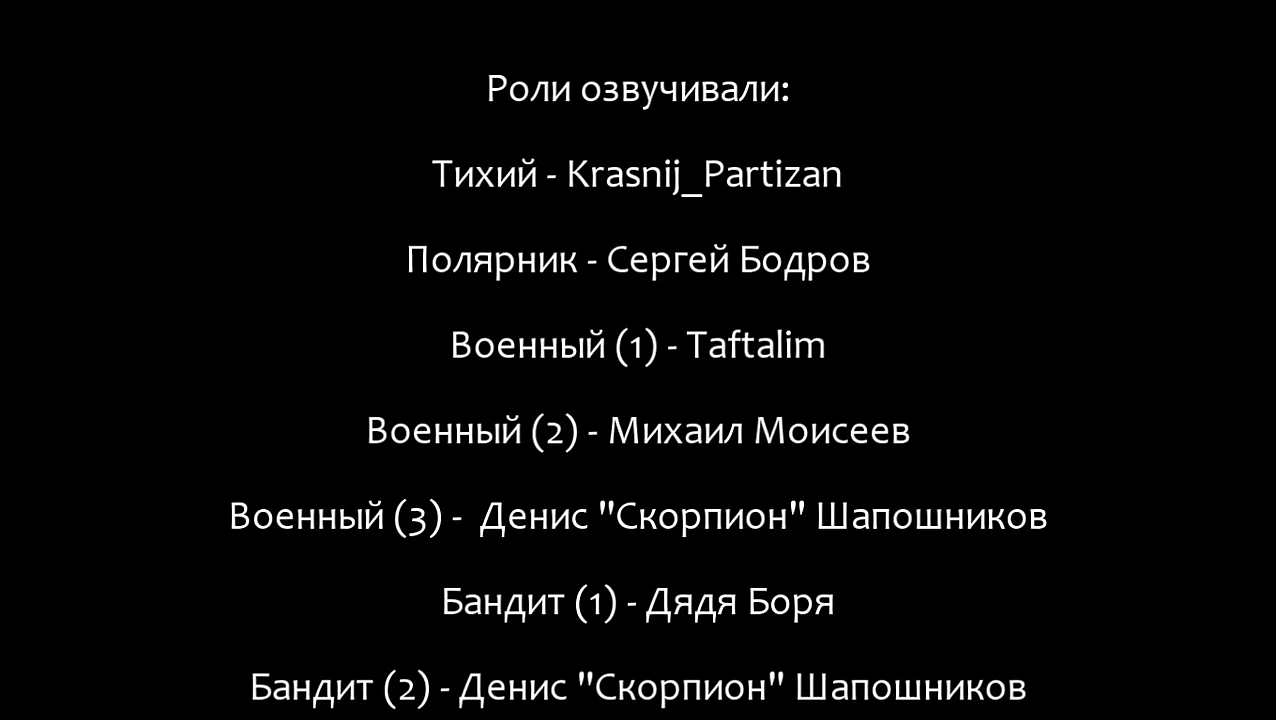 Роли озвучивали:
Тихий - Krasnij_Partizan
Полярник - Сергей Бодров
Военный (1) - Taftalim
Военный (2) - Михаил Моисеев
Военный (3) -  Денис "Скорпион" Шапошников
Бандит (1) - Дядя Боря
Бандит (2) - Денис "Скорпион" Шапошников